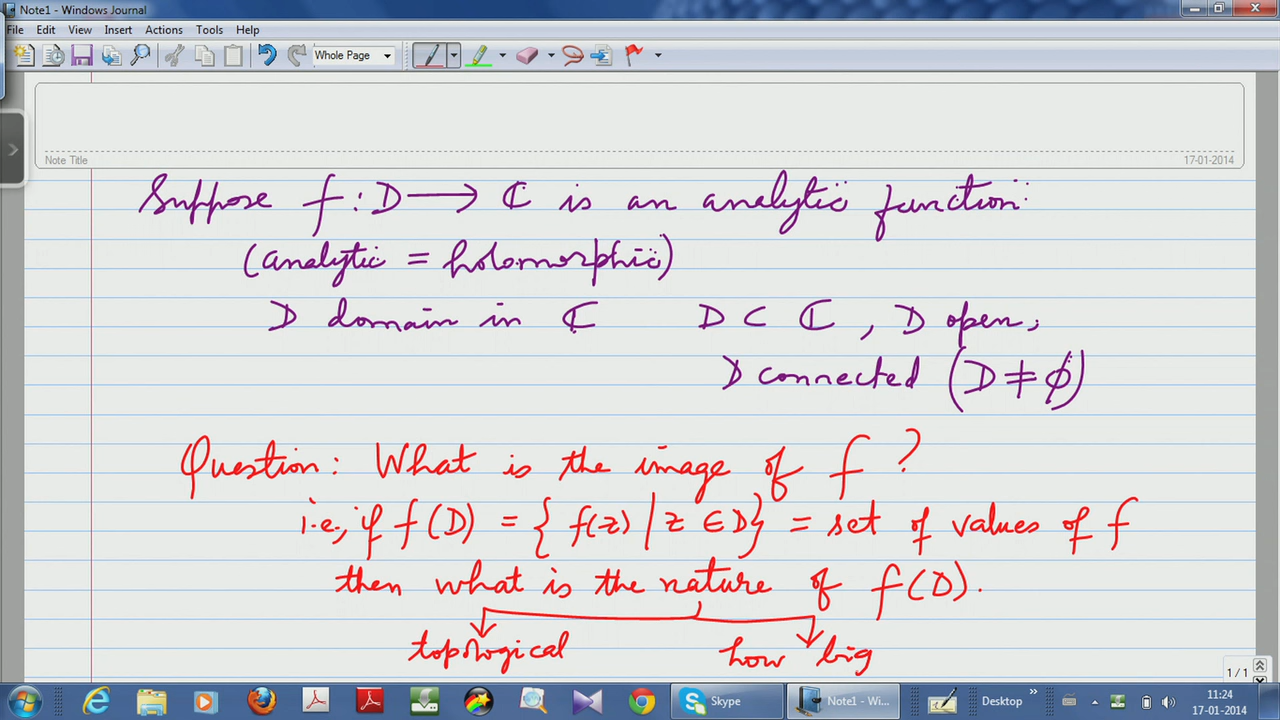 Note1 - Windows Journal
File Edit View Insert Actions Tools Help
Whole Page
Note Title
17-01-2014
Suppose f : D ⟶ ℂ is an analytic function.
(analytic = holomorphic)
D domain in ℂ D ⊂ ℂ, D open,
D connected (D ≠ ϕ)
Question: What is the image of f ?
i.e., if f(D) = { f(z) | z ∈ D} = set of values of f
then what is the nature of f(D).
topological how big
1 / 1
Skype
Note1 - Wi...
Desktop
11:24
17-01-2014